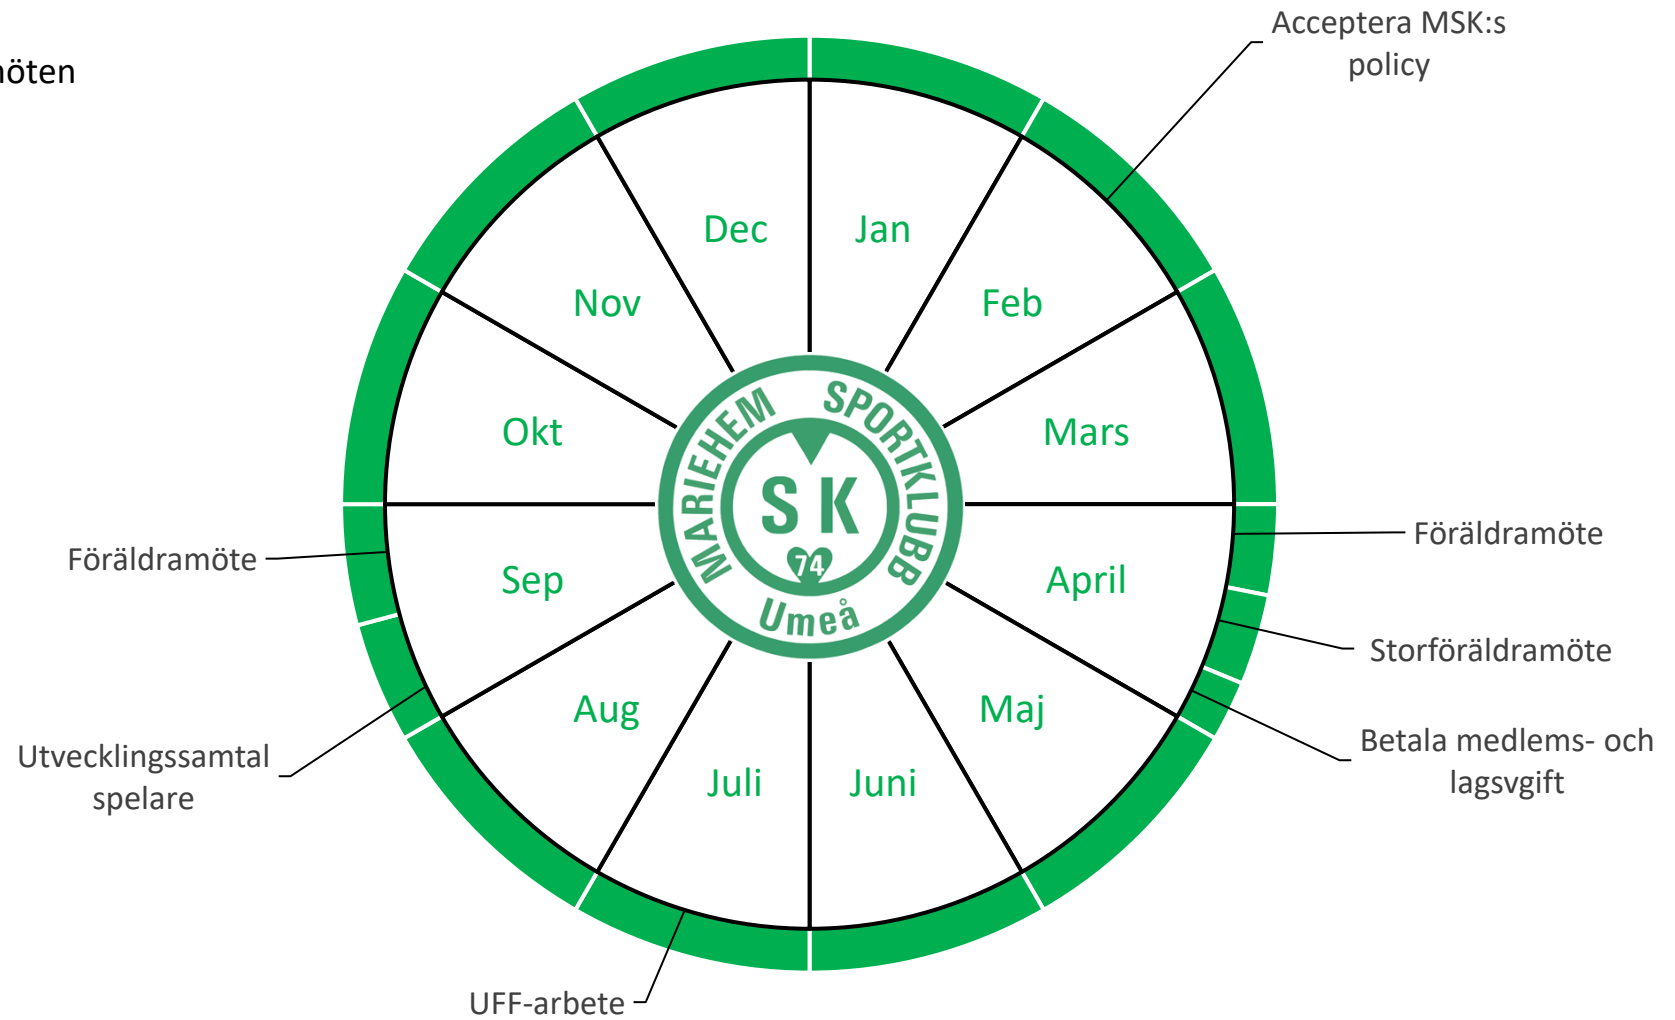 Acceptera MSK:s
policy
Dec
Jan
Nov
Feb
Okt
Mars
MARIEHEM SPORTKLUBB
S K
74
Umeå
Föräldramöte
Sep
April
Föräldramöte
Storföräldramöte
Aug
Maj
Utvecklingssamtal
spelare
Juli
Juni
Betala medlems- och
lagsvgift
UFF-arbete